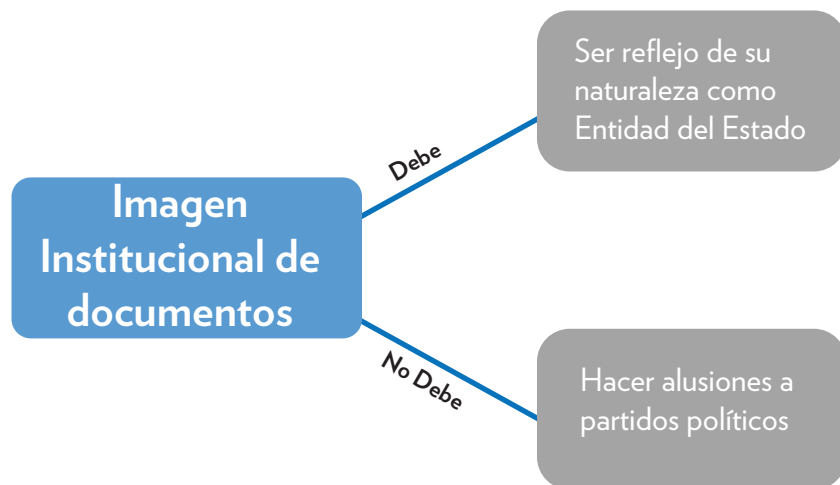 Ser reflejo de su
naturaleza como
Entidad del Estado
Debe
Imagen
Institucional de
documentos
No Debe
Hacer alusiones a
partidos políticos